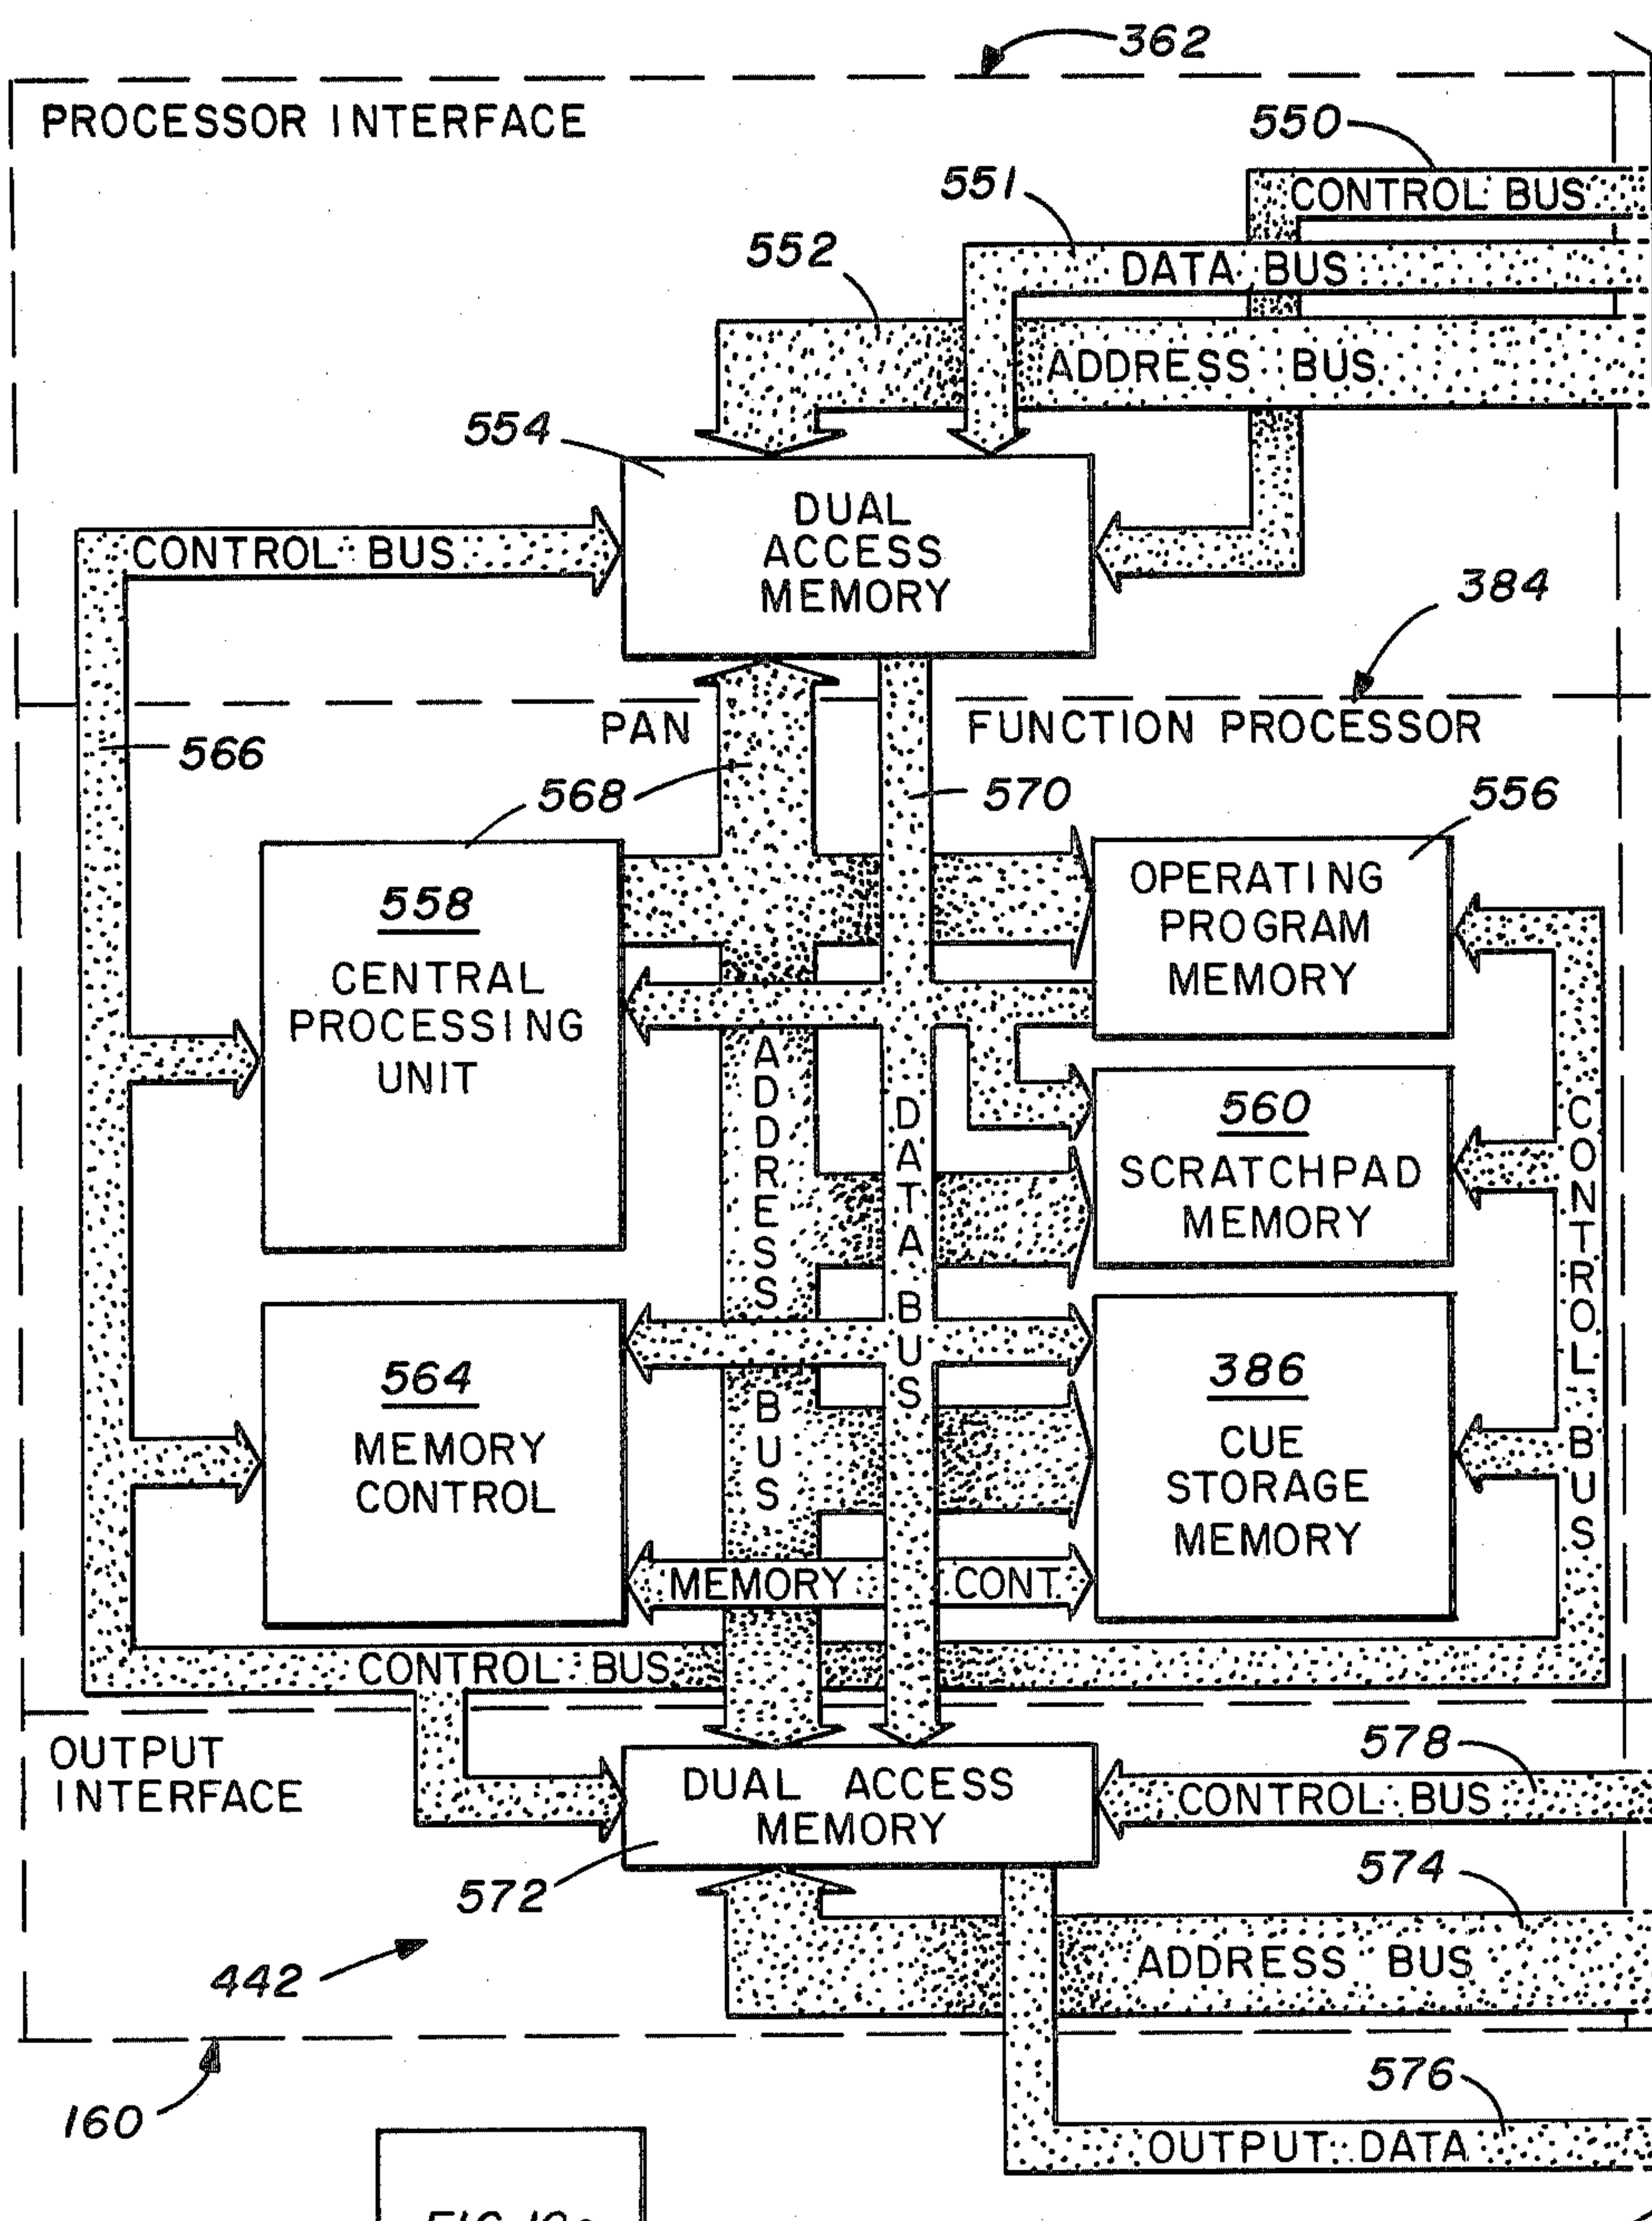 362
PROCESSOR INTERFACE
550
CONTROL BUS
551
DATA BUS
552
ADDRESS BUS
554
DUAL
ACCESS
MEMORY
CONTROL BUS
384
PAN FUNCTION PROCESSOR
566
568
570
556
558
CENTRAL
PROCESSING
UNIT
OPERATING
PROGRAM
MEMORY
ADDRESS BUS
DATA BUS
560
SCRATCHPAD
MEMORY
CONTROL BUS
564
MEMORY
CONTROL
386
CUE
STORAGE
MEMORY
MEMORY CONT
CONTROL BUS
OUTPUT
INTERFACE
DUAL ACCESS
MEMORY
578
CONTROL BUS
572
574
442
ADDRESS BUS
160
576
OUTPUT DATA